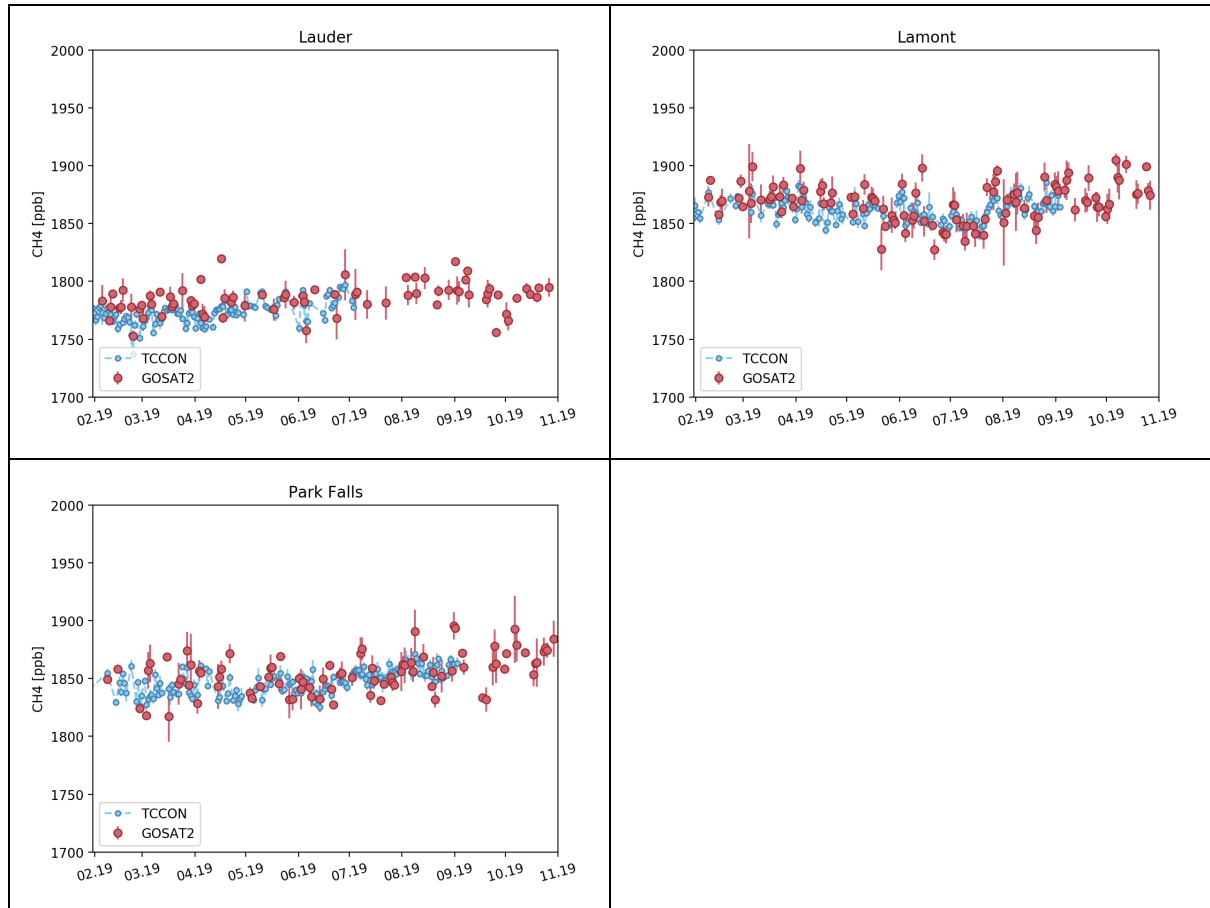 Lauder
2000
1950
1900
1850
1800
1750
1700
CH4 [ppb]
TCCON
GOSAT2
02.19 03.19 04.19 05.19 06.19 07.19 08.19 09.19 10.19 11.19
Lamont
2000
1950
1900
1850
1800
1750
1700
CH4 [ppb]
TCCON
GOSAT2
02.19 03.19 04.19 05.19 06.19 07.19 08.19 09.19 10.19 11.19
Park Falls
2000
1950
1900
1850
1800
1750
1700
CH4 [ppb]
TCCON
GOSAT2
02.19 03.19 04.19 05.19 06.19 07.19 08.19 09.19 10.19 11.19